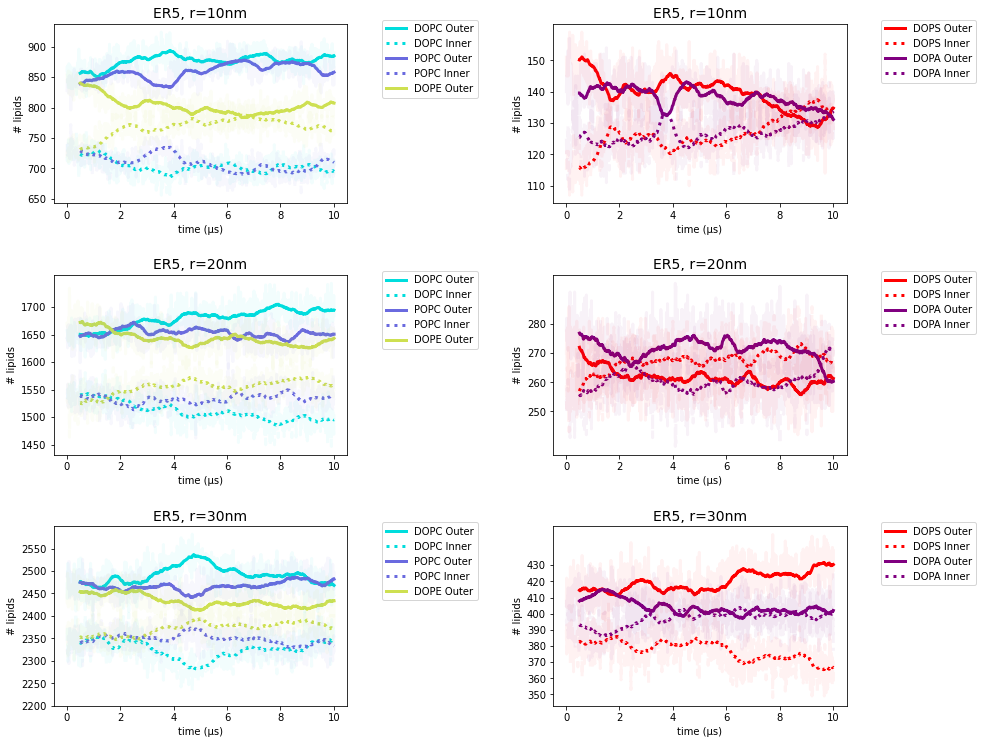 ER5, r=10nm
900
850
800
750
700
650
# lipids
0 2 4 6 8 10
time (μs)
DOPC Outer
DOPC Inner
POPC Outer
POPC Inner
DOPE Outer
ER5, r=10nm
150
140
130
120
110
# lipids
0 2 4 6 8 10
time (μs)
DOPS Outer
DOPS Inner
DOPA Outer
DOPA Inner
ER5, r=20nm
1700
1650
1600
1550
1500
1450
# lipids
0 2 4 6 8 10
time (μs)
DOPC Outer
DOPC Inner
POPC Outer
POPC Inner
DOPE Outer
ER5, r=20nm
280
270
260
250
# lipids
0 2 4 6 8 10
time (μs)
DOPS Outer
DOPS Inner
DOPA Outer
DOPA Inner
ER5, r=30nm
2550
2500
2450
2400
2350
2300
2250
2200
# lipids
0 2 4 6 8 10
time (μs)
DOPC Outer
DOPC Inner
POPC Outer
POPC Inner
DOPE Outer
ER5, r=30nm
430
420
410
400
390
380
370
360
350
# lipids
0 2 4 6 8 10
time (μs)
DOPS Outer
DOPS Inner
DOPA Outer
DOPA Inner